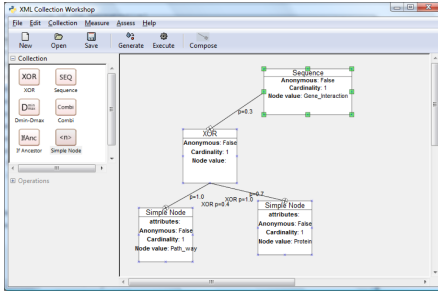 XML Collection Workshop
File Edit Collection Measure Assess Help
New Open Save Generate Execute Compose
Collection
XOR SEQ
XOR Sequence
Dmin-Dmax Combi
IfAnc <n>
If Ancestor Simple Node
Operations
Sequence
Anonymous: False
Cardinality: 1
Node value: Gene_Interaction
p=0.3
XOR
Anonymous: False
Cardinality: 1
Node value:
p=1.0 p=0.7
XOR p=1.0
XOR p=0.4
Simple Node
attributes:
Anonymous: False
Cardinality: 1
Node value: Path_way
Simple Node
attributes:
Anonymous: False
Cardinality: 1
Node value: Protein